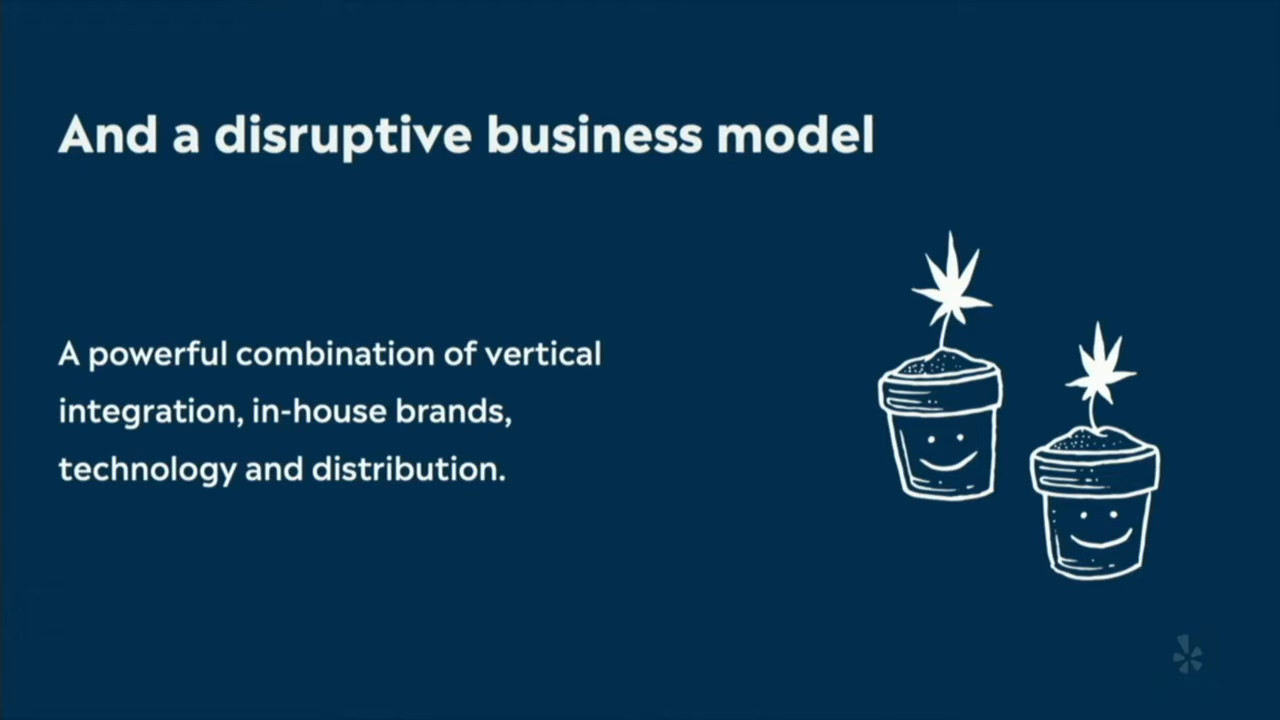 And a disruptive business model
A powerful combination of vertical
integration, in-house brands,
technology and distribution.